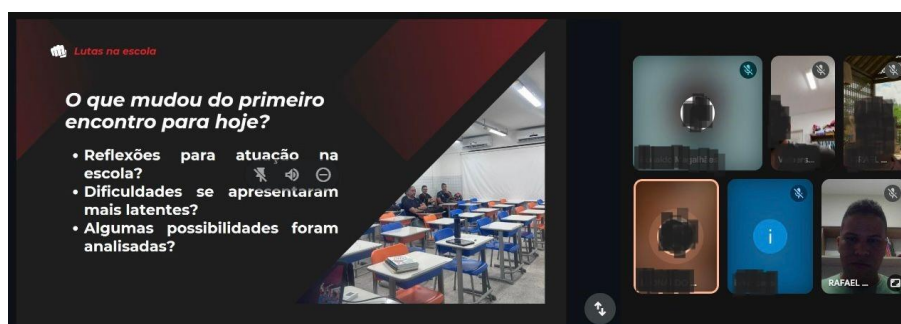 Lutas na escola
O que mudou do primeiro
encontro para hoje?
• Reflexões para atuação na
escola?
• Dificuldades se apresentaram
mais latentes?
• Algumas possibilidades foram
analisadas?
i
RAFAEL ...